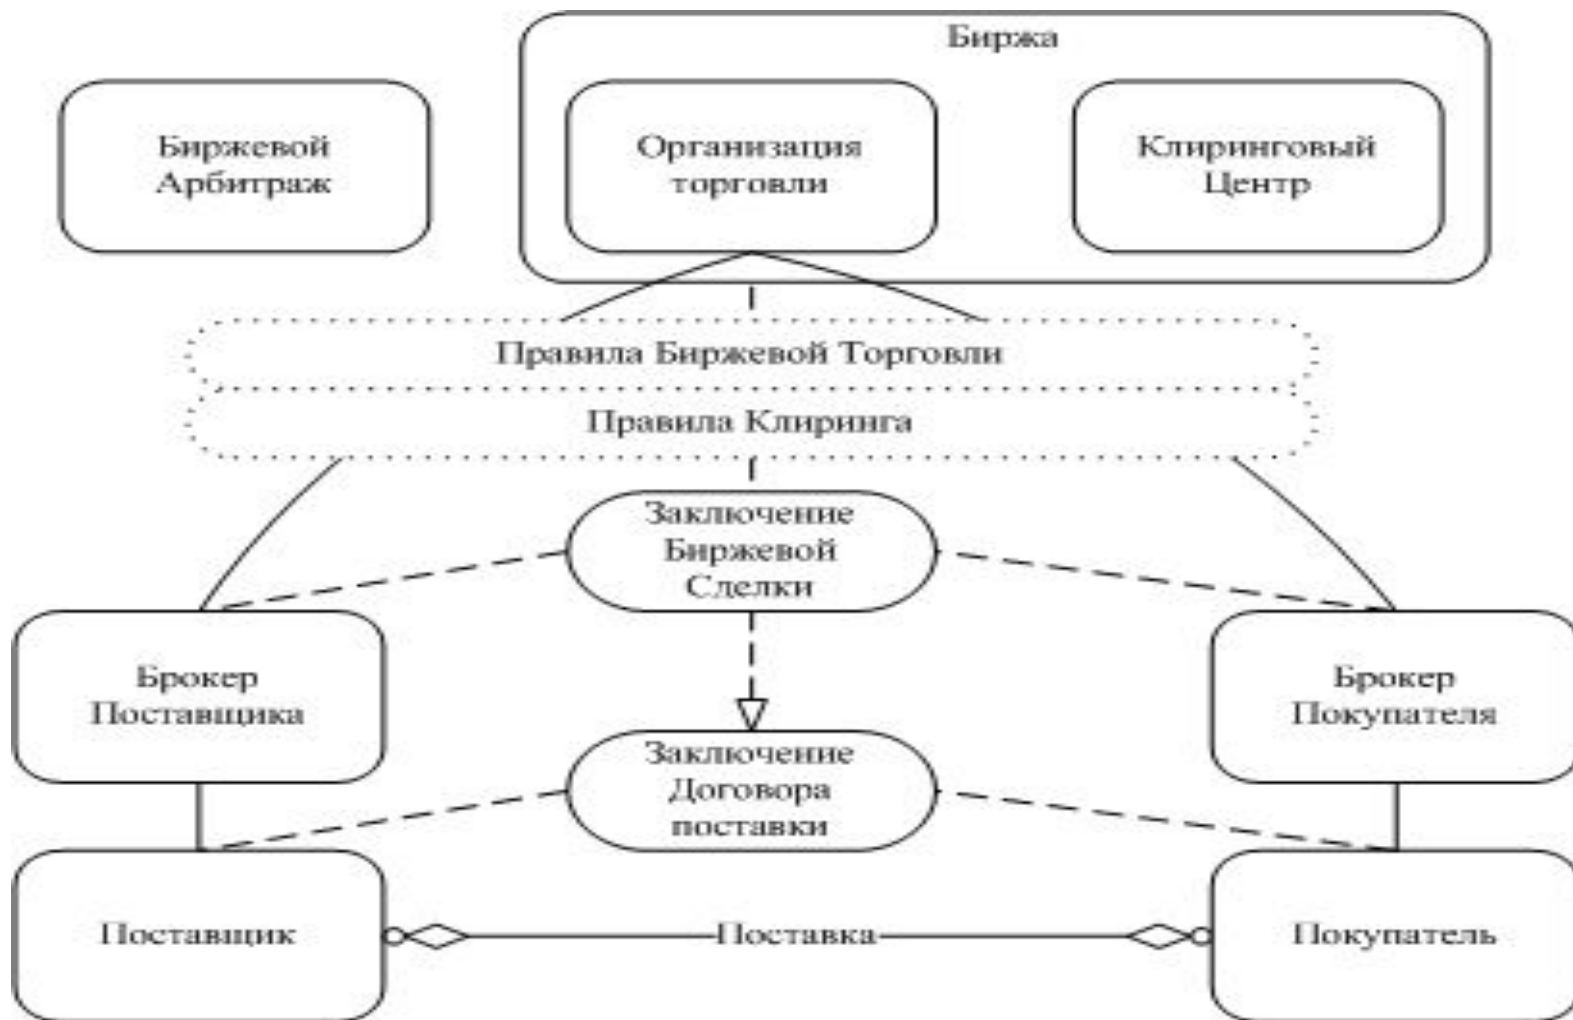 Биржа
Биржевой
Арбитраж
Организация
торговли
Клиринговый
Центр
Правила Биржевой Торговли
Правила Клиринга
Заключение
Биржевой
Сделки
Брокер
Поставщика
Брокер
Покупателя
Заключение
Договора
поставки
Поставщик
Поставка
Покупатель